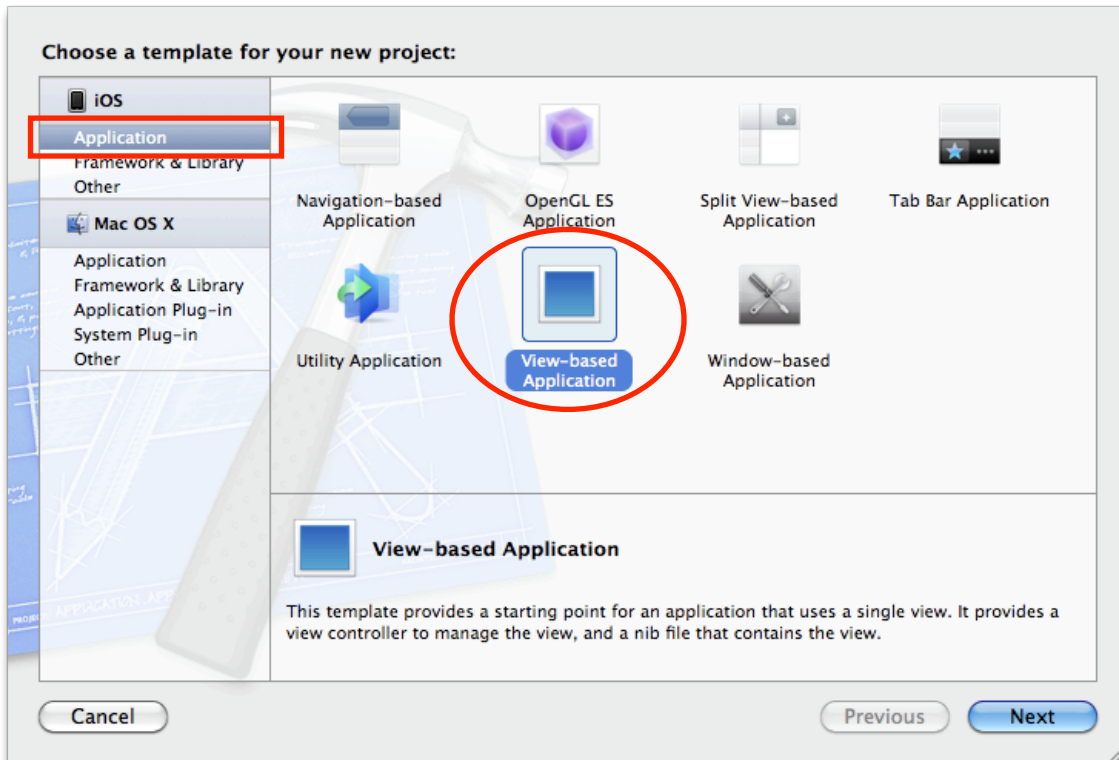 Choose a template for your new project:
iOS
Application
Framework & Library
Other
Mac OS X
Application
Framework & Library
Application Plug-in
System Plug-in
Other
Navigation-based
Application
OpenGL ES
Application
Split View-based
Application
Tab Bar Application
Utility Application
View-based
Application
Window-based
Application
View-based Application
This template provides a starting point for an application that uses a single view. It provides a
view controller to manage the view, and a nib file that contains the view.
Cancel
Previous
Next